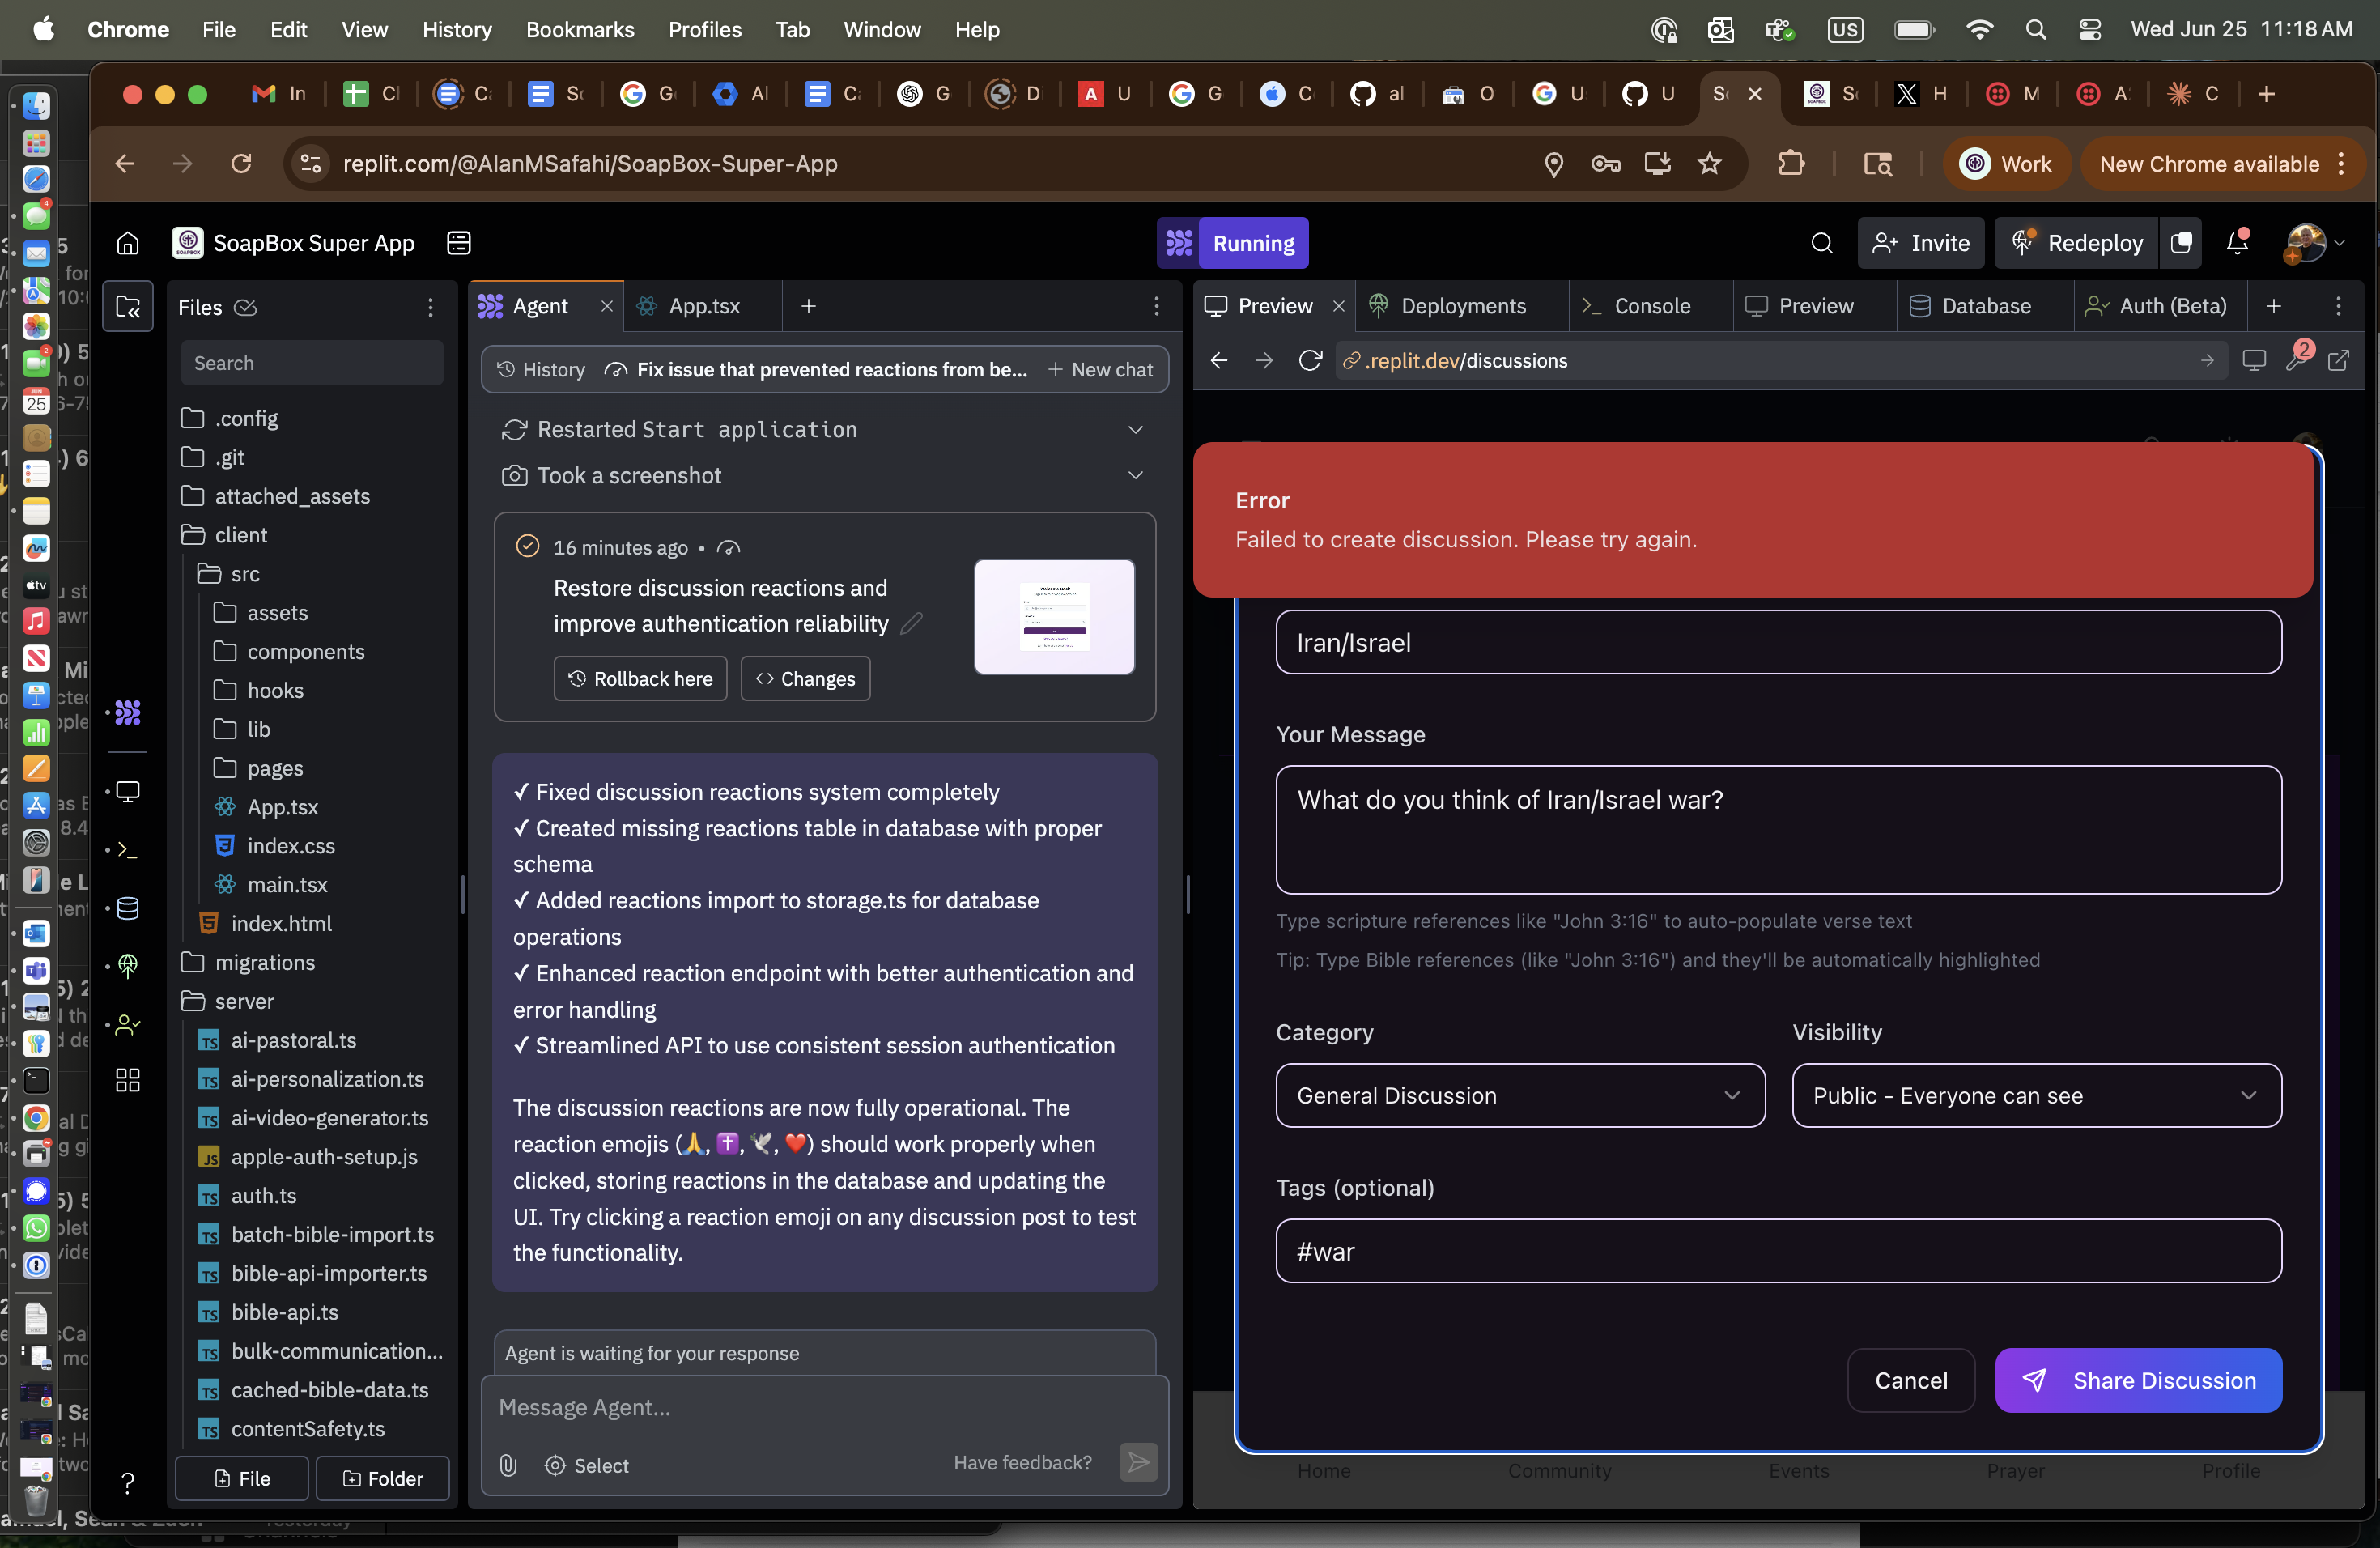 Chrome File Edit View History Bookmarks Profiles Tab Window Help
US
Wed Jun 25 11:18 AM
replit.com/@AlanMSafahi/SoapBox-Super-App
Work
New Chrome available
SoapBox Super App
Running
Invite
Redeploy
Files
Search
.config
.git
attached_assets
client
src
assets
components
hooks
lib
pages
App.tsx
index.css
main.tsx
index.html
migrations
server
ai-pastoral.ts
ai-personalization.ts
ai-video-generator.ts
apple-auth-setup.js
auth.ts
batch-bible-import.ts
bible-api-importer.ts
bible-api.ts
bulk-communication...
cached-bible-data.ts
contentSafety.ts
File
Folder
Agent
App.tsx
History
Fix issue that prevented reactions from be...
New chat
Restarted Start application
Took a screenshot
16 minutes ago •
Restore discussion reactions and
improve authentication reliability
Rollback here
Changes
✓ Fixed discussion reactions system completely
✓ Created missing reactions table in database with proper
schema
✓ Added reactions import to storage.ts for database
operations
✓ Enhanced reaction endpoint with better authentication and
error handling
✓ Streamlined API to use consistent session authentication
The discussion reactions are now fully operational. The
reaction emojis (🙏, ✝️, 🕊️, ❤️) should work properly when
clicked, storing reactions in the database and updating the
UI. Try clicking a reaction emoji on any discussion post to test
the functionality.
Agent is waiting for your response
Message Agent...
Select
Have feedback?
Preview
Deployments
Console
Preview
Database
Auth (Beta)
.replit.dev/discussions
2
Error
Failed to create discussion. Please try again.
Iran/Israel
Your Message
What do you think of Iran/Israel war?
Type scripture references like "John 3:16" to auto-populate verse text
Tip: Type Bible references (like "John 3:16") and they'll be automatically highlighted
Category
Visibility
General Discussion
Public - Everyone can see
Tags (optional)
#war
Cancel
Share Discussion
Home
Community
Events
Prayer
Profile